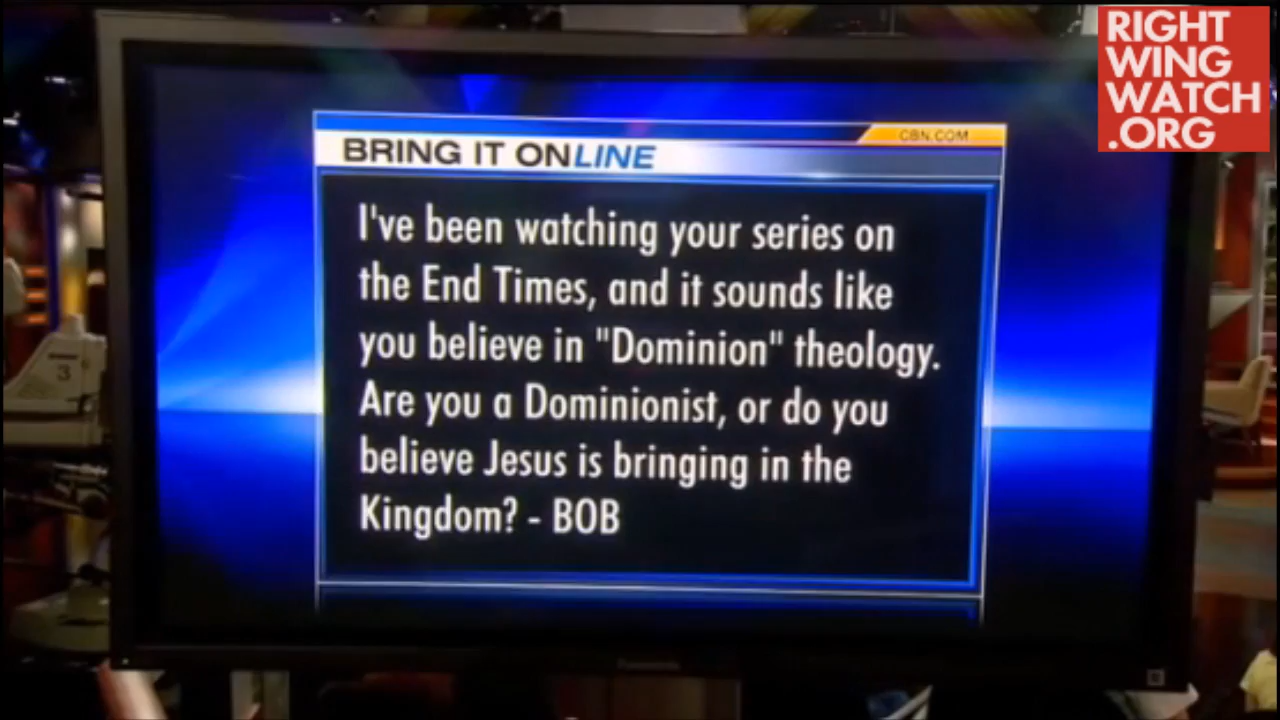 RIGHT
WING
WATCH
.ORG
CBN.COM
BRING IT ONLINE
I've been watching your series on
the End Times, and it sounds like
you believe in "Dominion" theology.
Are you a Dominionist, or do you
believe Jesus is bringing in the
Kingdom? - BOB
3